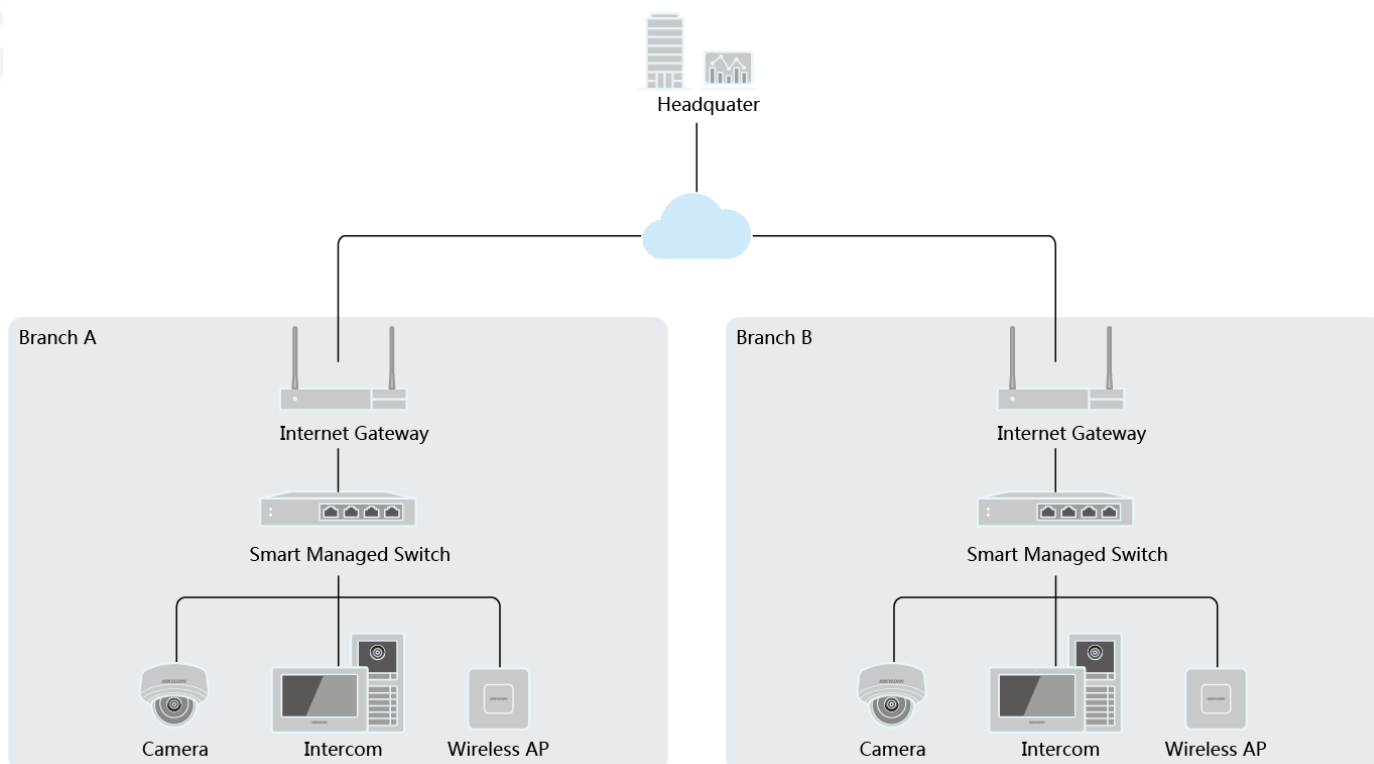 Headquater
Branch A
Branch B
Internet Gateway
Internet Gateway
Smart Managed Switch
Smart Managed Switch
Camera
Intercom
Wireless AP
Camera
Intercom
Wireless AP